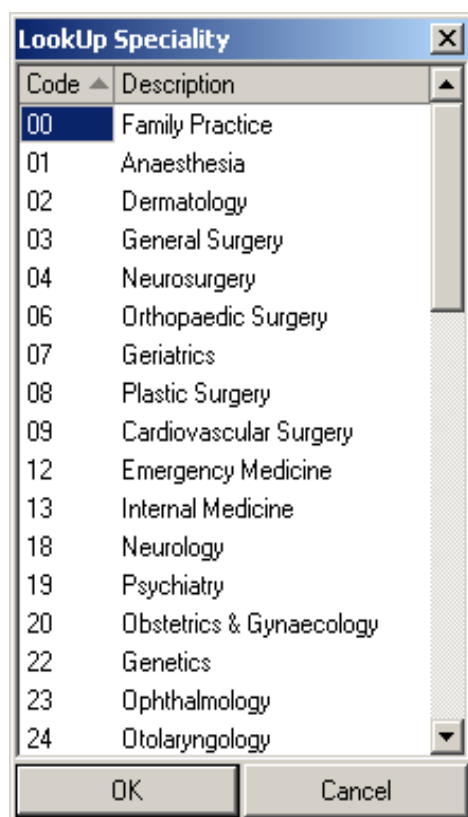 LookUp Speciality
Code Description
00 Family Practice
01 Anaesthesia
02 Dermatology
03 General Surgery
04 Neurosurgery
06 Orthopaedic Surgery
07 Geriatrics
08 Plastic Surgery
09 Cardiovascular Surgery
12 Emergency Medicine
13 Internal Medicine
18 Neurology
19 Psychiatry
20 Obstetrics & Gynaecology
22 Genetics
23 Ophthalmology
24 Otolaryngology
OK Cancel